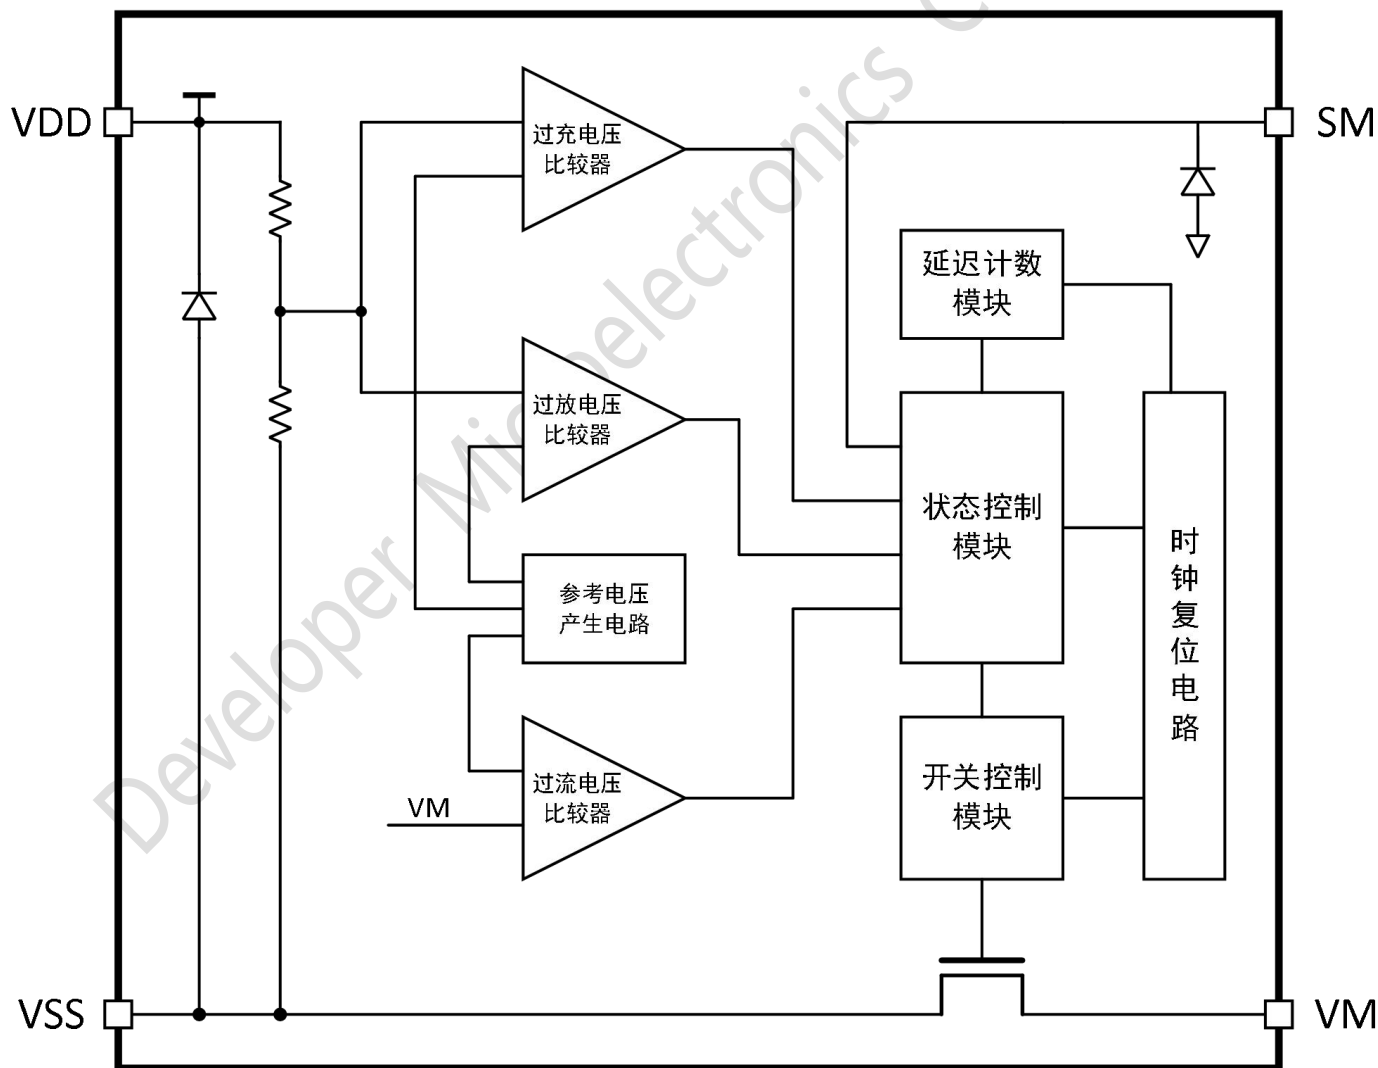 VDD
SM
过充电压
比较器
延迟计数
模块
过放电压
比较器
状态控制
模块
时钟复位电路
参考电压
产生电路
过流电压
比较器
VM
开关控制
模块
VSS
VM
Developer Microelectronics